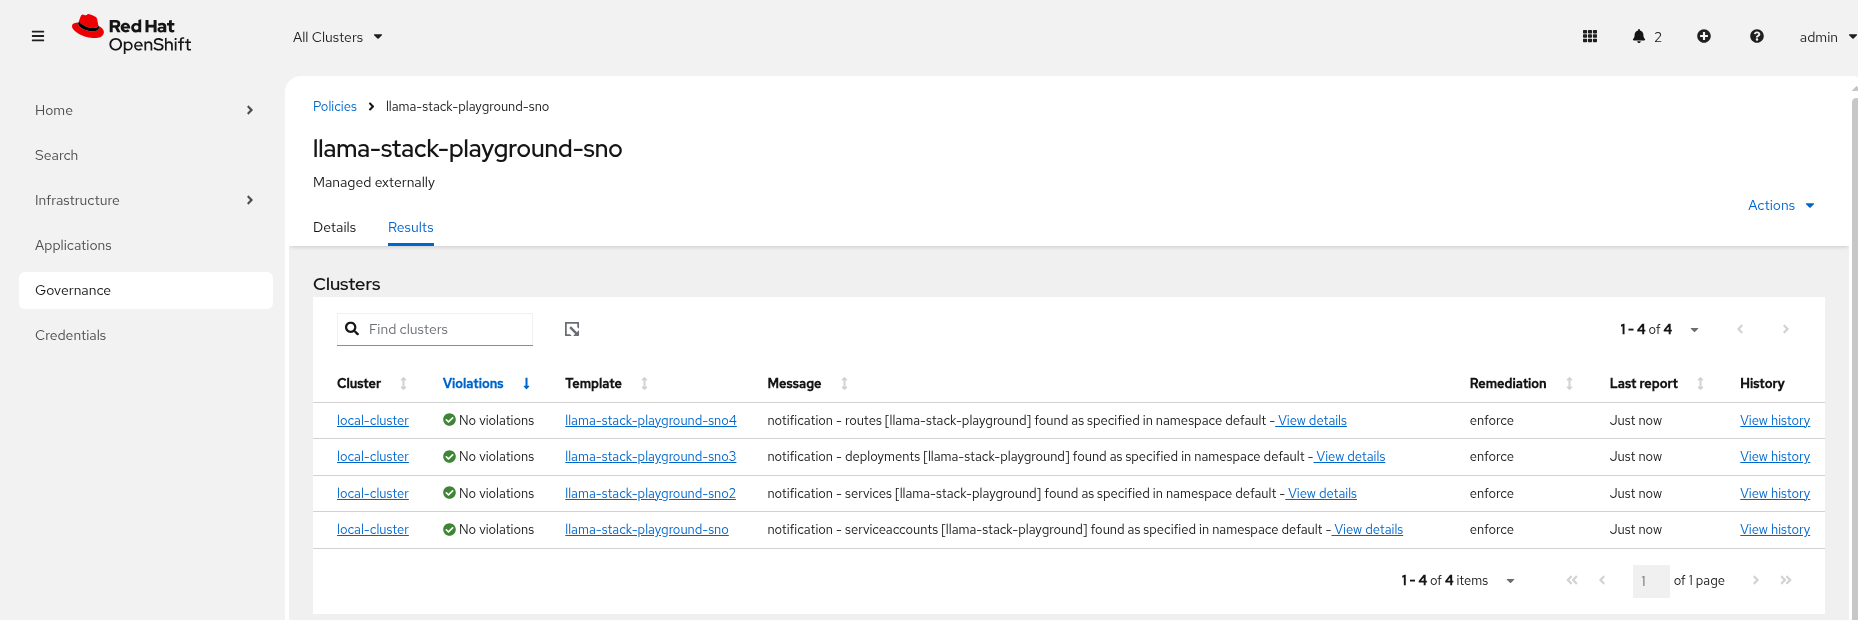 Red Hat
OpenShift
All Clusters
2
admin
Home
Search
Infrastructure
Applications
Governance
Credentials
Policies llama-stack-playground-sno
llama-stack-playground-sno
Managed externally
Actions
Details Results
Clusters
Find clusters
1 - 4 of 4
Cluster Violations Template Message Remediation Last report History
local-cluster No violations llama-stack-playground-sno4 notification - routes [llama-stack-playground] found as specified in namespace default - View details enforce Just now View history
local-cluster No violations llama-stack-playground-sno3 notification - deployments [llama-stack-playground] found as specified in namespace default - View details enforce Just now View history
local-cluster No violations llama-stack-playground-sno2 notification - services [llama-stack-playground] found as specified in namespace default - View details enforce Just now View history
local-cluster No violations llama-stack-playground-sno notification - serviceaccounts [llama-stack-playground] found as specified in namespace default - View details enforce Just now View history
1 - 4 of 4 items 1 of 1 page